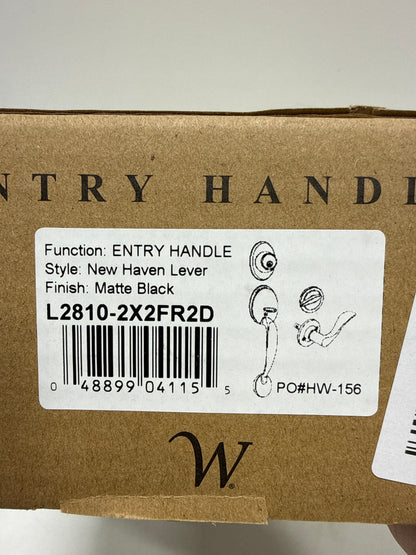 NTRY HANDL
Function: ENTRY HANDLE
Style: New Haven Lever
Finish: Matte Black
L2810-2X2FR2D
0 48899 04115 5
PO#HW-156
W®